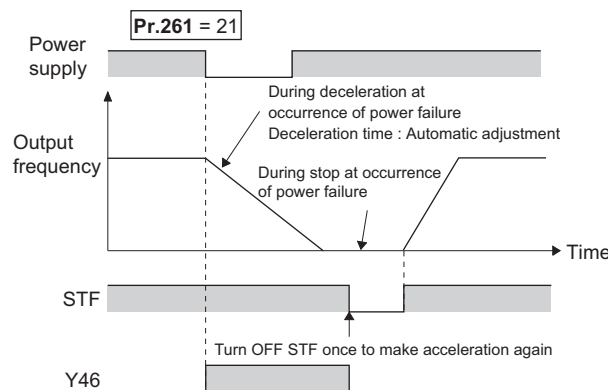 Pr.261 = 21
Power
supply
During deceleration at
occurrence of power failure
Deceleration time : Automatic adjustment
Output
frequency
During stop at occurrence
of power failure
Time
STF
Turn OFF STF once to make acceleration again
Y46